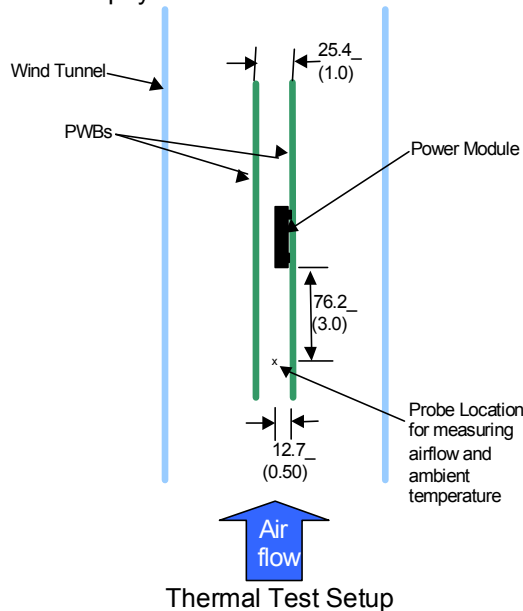 25.4_
(1.0)
Wind Tunnel
PWBs
Power Module
76.2_
(3.0)
x
Probe Location
for measuring
airflow and
ambient
temperature
12.7_
(0.50)
Air
flow
Thermal Test Setup